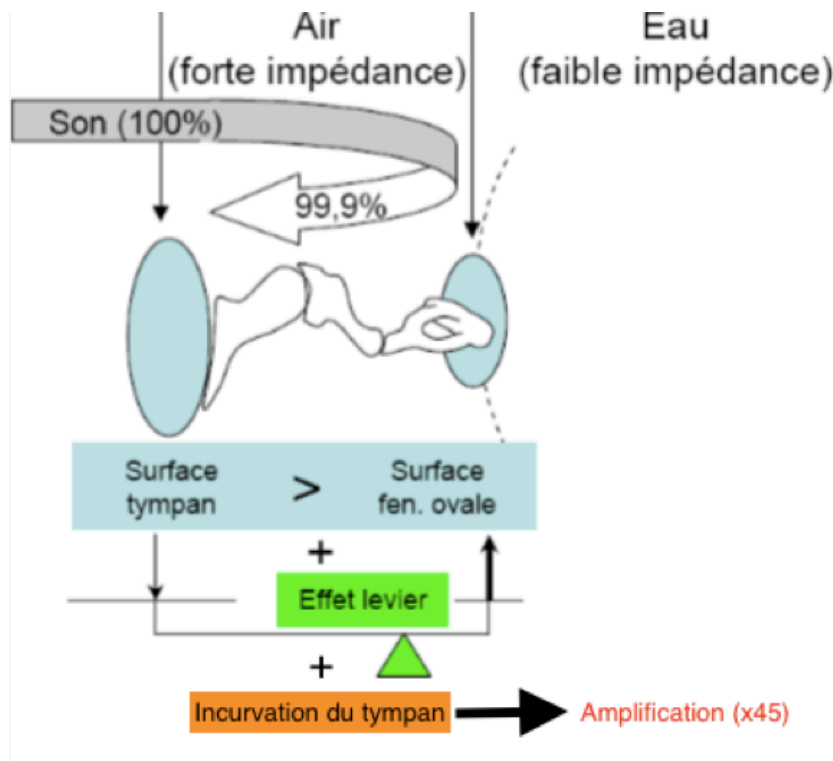 Air
(forte impédance)
Eau
(faible impédance)
Son (100%)
99,9%
Surface
tympan
>
Surface
fen. ovale
+
Effet levier
+
Incurvation du tympan
Amplification (x45)